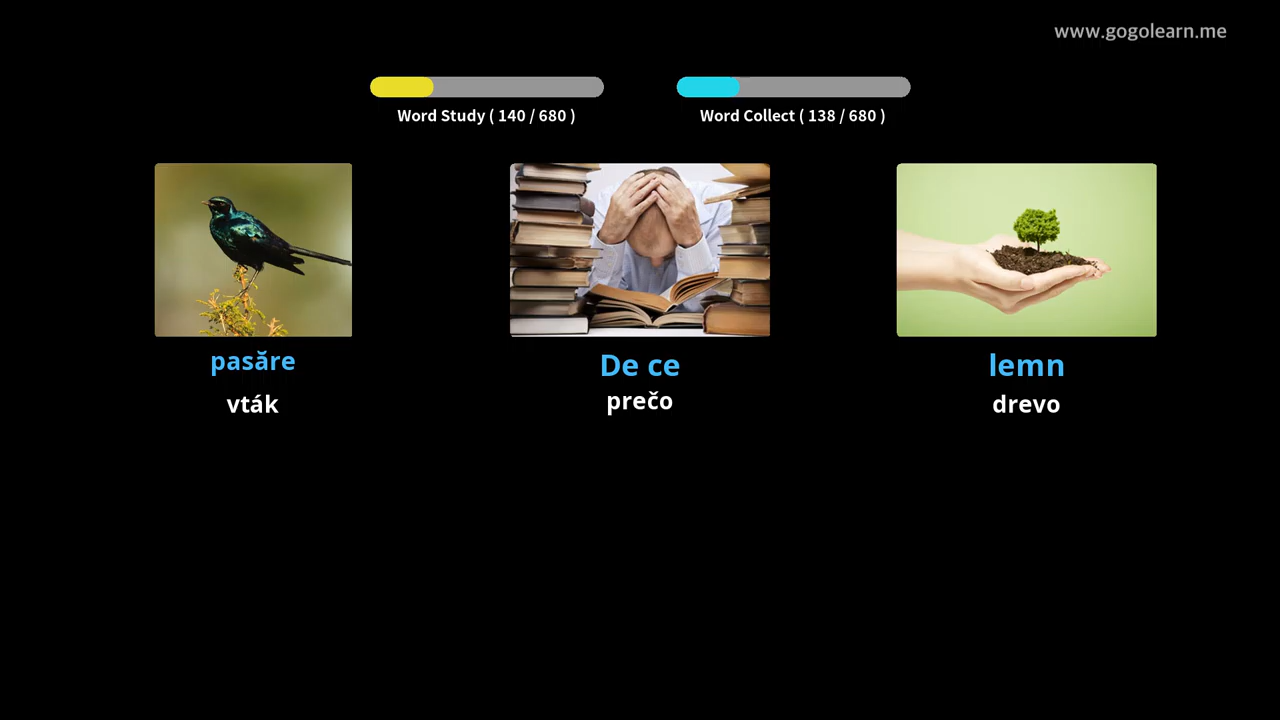 www.gogolearn.me
Word Study ( 140 / 680 )
Word Collect ( 138 / 680 )
pasăre
De ce
lemn
vták
prečo
drevo